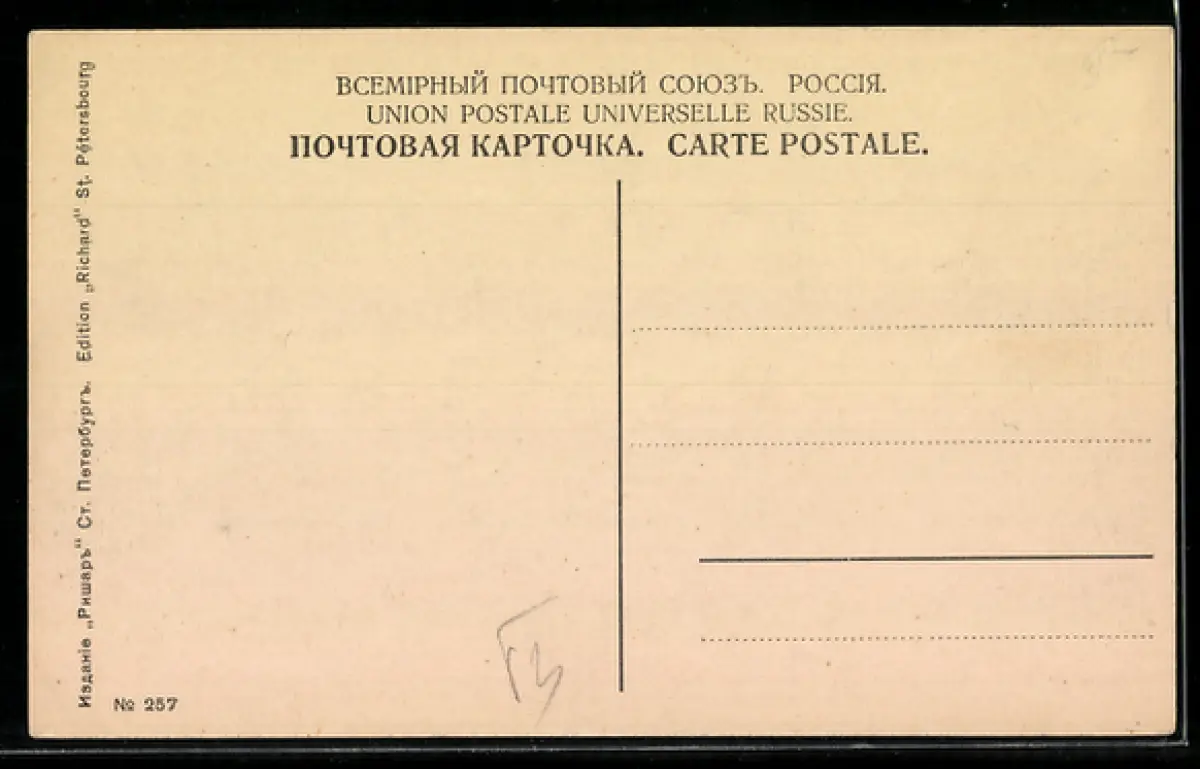 ВСЕМІРНЫЙ ПОЧТОВЫЙ СОЮЗЪ. РОССІЯ.
UNION POSTALE UNIVERSELLE RUSSIE.
ПОЧТОВАЯ КАРТОЧКА. CARTE POSTALE.
Изданіе „Ришаръ“ Ст. Петербургъ. Edition „Richard“ St. Pétersbourg
№ 257